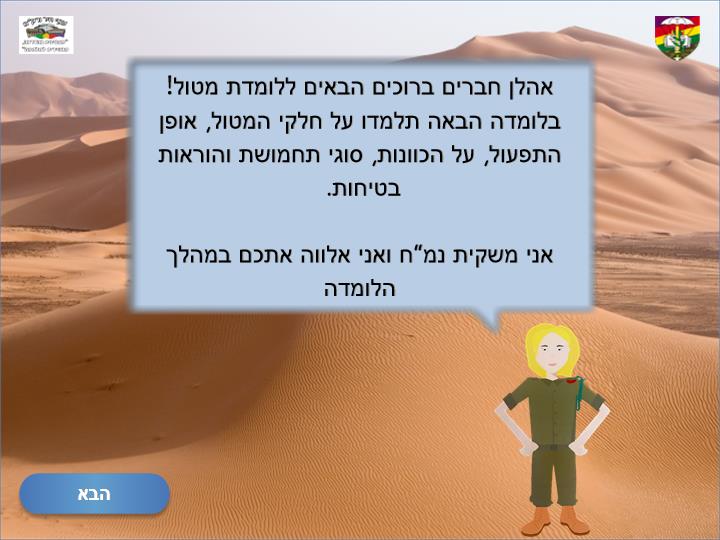 אהלן חברים ברוכים הבאים ללומדת מטול!
בלומדה הבאה תלמדו על חלקי המטול, אופן
התפעול, על הכוונות, סוגי תחמושת והוראות
בטיחות.
אני משקית נמ“ח ואני אלווה אתכם במהלך
הלומדה
הבא